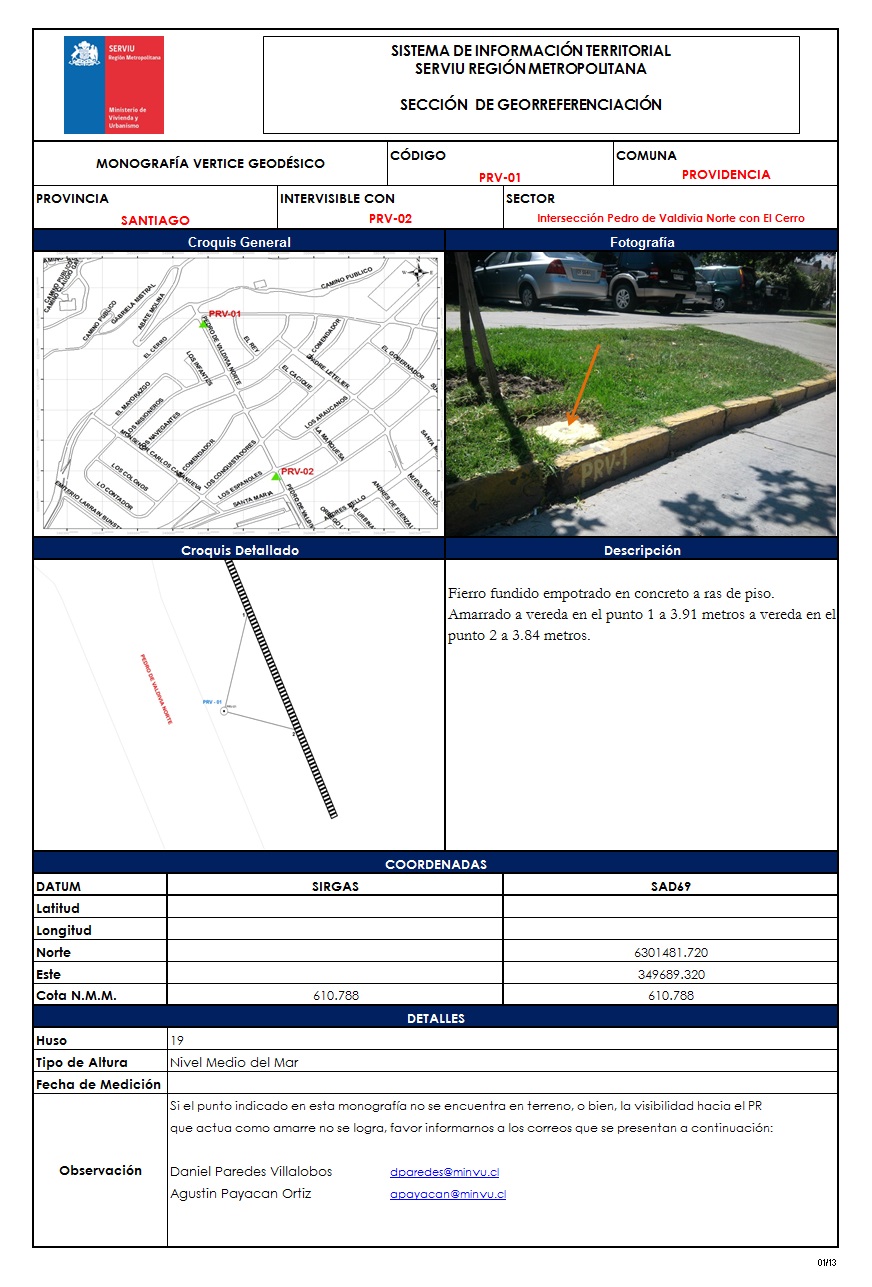 SERVIU
Región Metropolitana
Ministerio de
Vivienda y
Urbanismo
SISTEMA DE INFORMACIÓN TERRITORIAL
SERVIU REGIÓN METROPOLITANA
SECCIÓN DE GEORREFERENCIACIÓN
MONOGRAFÍA VERTICE GEODÉSICO
CÓDIGO
PRV-01
COMUNA
PROVIDENCIA
PROVINCIA
SANTIAGO
INTERVISIBLE CON
PRV-02
SECTOR
Intersección Pedro de Valdivia Norte con El Cerro
Croquis General
Fotografía
CAMINO PUBLICO
GABRIELA MISTRAL
ABATE MOLINA
CAMINO PUBLICO
W
E
S
PRV-01
EL CERRO
PEDRO DE VALDIVIA NORTE
LOS INFANTES
EL REY
COMENDADOR
ANDRE LETELIER
EL GOBERNADOR
EL CACIQUE
EL MAYORAZGO
LOS MISIONEROS
LOS NAVEGANTES
MONSEÑOR CARLOS CASANUEVA
COMENDADOR
LOS CONQUISTADORES
LOS ARAUCANOS
LA MARQUESA
LOS COLONOS
LO CONTADOR
LOS ESPAÑOLES
SANTA MARIA
PRV-02
PRV-1
Croquis Detallado
Descripción
PEDRO DE VALDIVIA NORTE
PRV - 01
1
2
Fierro fundido empotrado en concreto a ras de piso.
Amarrado a vereda en el punto 1 a 3.91 metros a vereda en el
punto 2 a 3.84 metros.
COORDENADAS
DATUM SIRGAS SAD69
Latitud
Longitud
Norte 6301481.720
Este 349689.320
Cota N.M.M. 610.788 610.788
DETALLES
Huso 19
Tipo de Altura Nivel Medio del Mar
Fecha de Medición
Observación
Si el punto indicado en esta monografía no se encuentra en terreno, o bien, la visibilidad hacia el PR
que actua como amarre no se logra, favor informarnos a los correos que se presentan a continuación:
Daniel Paredes Villalobos dparedes@minvu.cl
Agustin Payacan Ortiz apayacan@minvu.cl
01/13